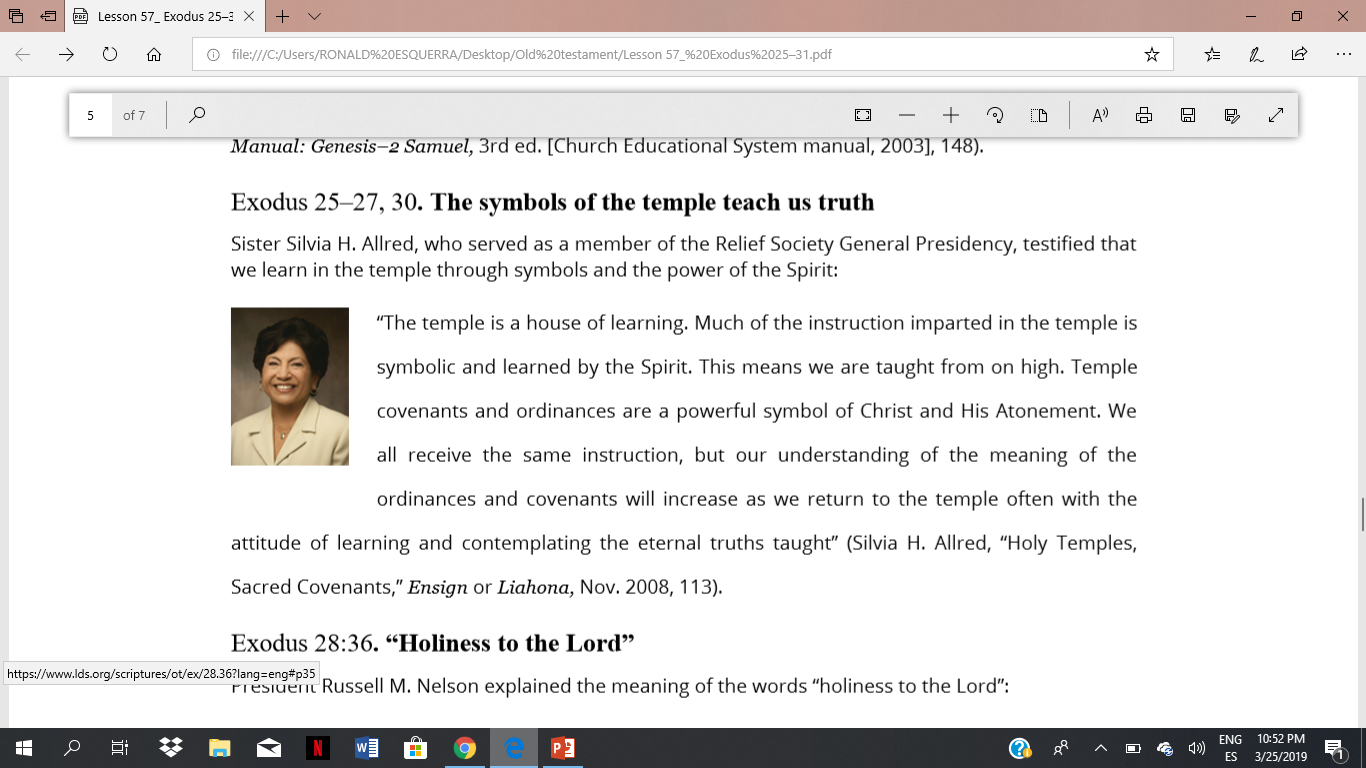 Lesson 57_ Exodus 25–3
file:///C:/Users/RONALD%20ESQUERRA/Desktop/Old%20testament/Lesson 57_%20Exodus%2025–31.pdf
5 of 7
Manual: Genesis–2 Samuel, 3rd ed. [Church Educational System manual, 2003], 148).
Exodus 25–27, 30. The symbols of the temple teach us truth
Sister Silvia H. Allred, who served as a member of the Relief Society General Presidency, testified that
we learn in the temple through symbols and the power of the Spirit:
“The temple is a house of learning. Much of the instruction imparted in the temple is
symbolic and learned by the Spirit. This means we are taught from on high. Temple
covenants and ordinances are a powerful symbol of Christ and His Atonement. We
all receive the same instruction, but our understanding of the meaning of the
ordinances and covenants will increase as we return to the temple often with the
attitude of learning and contemplating the eternal truths taught” (Silvia H. Allred, “Holy Temples,
Sacred Covenants,” Ensign or Liahona, Nov. 2008, 113).
Exodus 28:36. “Holiness to the Lord”
https://www.lds.org/scriptures/ot/ex/28.36?lang=eng#p35
President Russell M. Nelson explained the meaning of the words “holiness to the Lord”:
ENG
ES
10:52 PM
3/25/2019
1